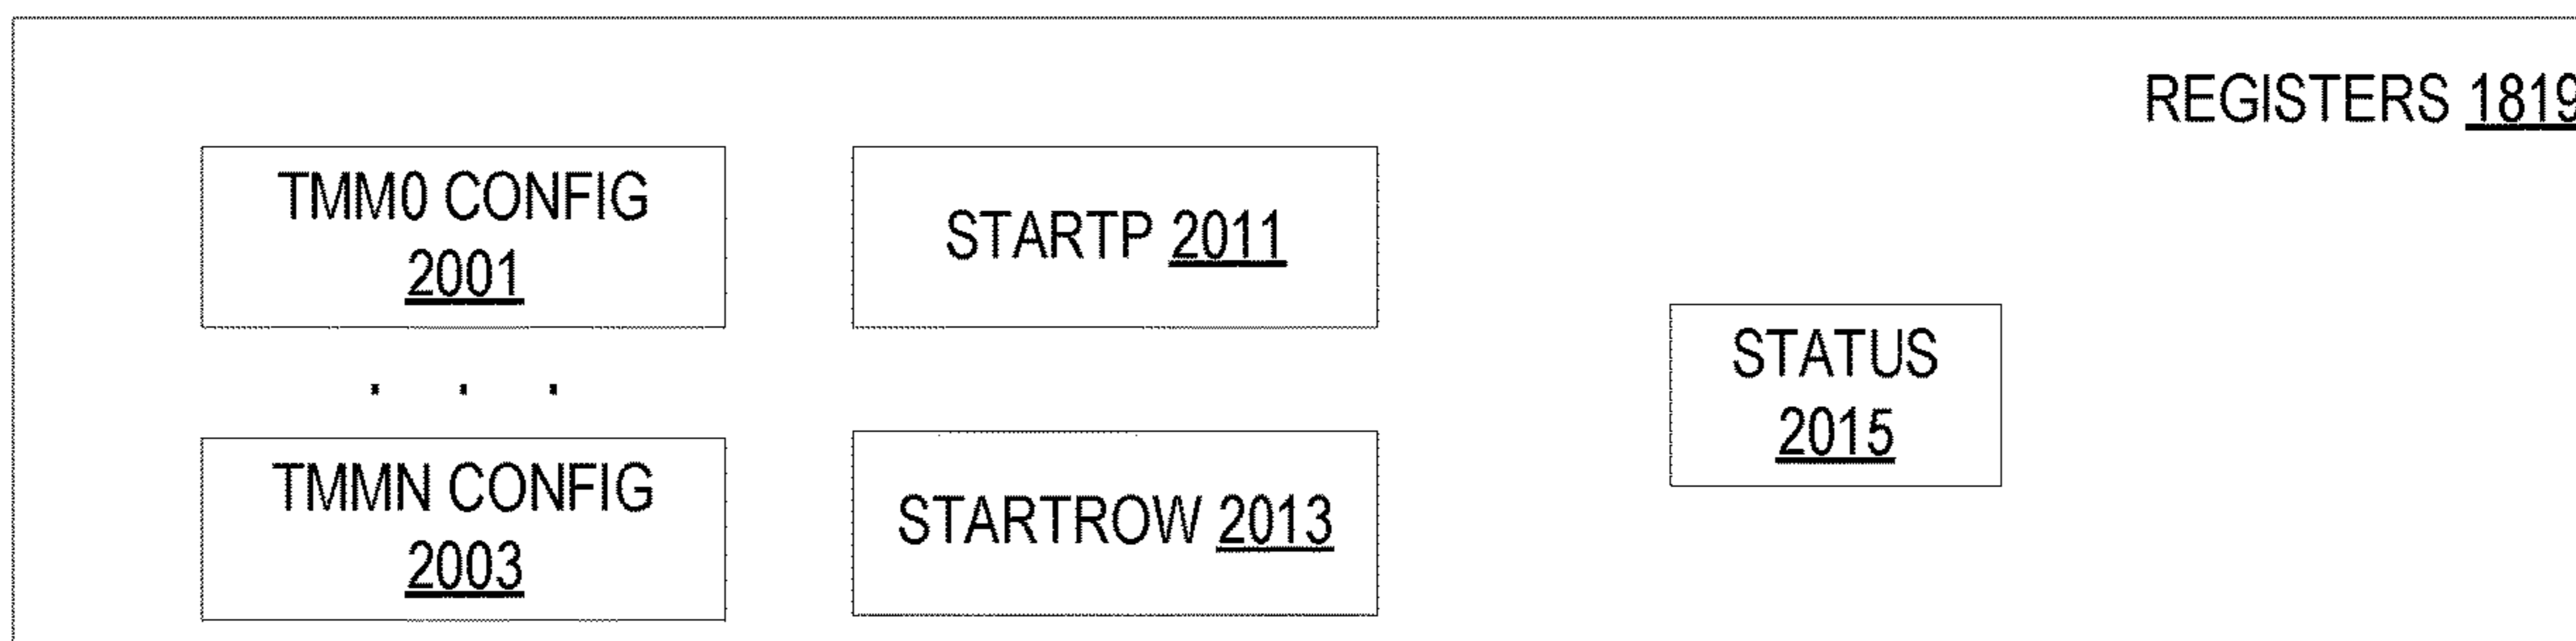 REGISTERS 1819
TMM0 CONFIG
2001
STARTP 2011
STATUS
2015
. . .
TMMN CONFIG
2003
STARTROW 2013